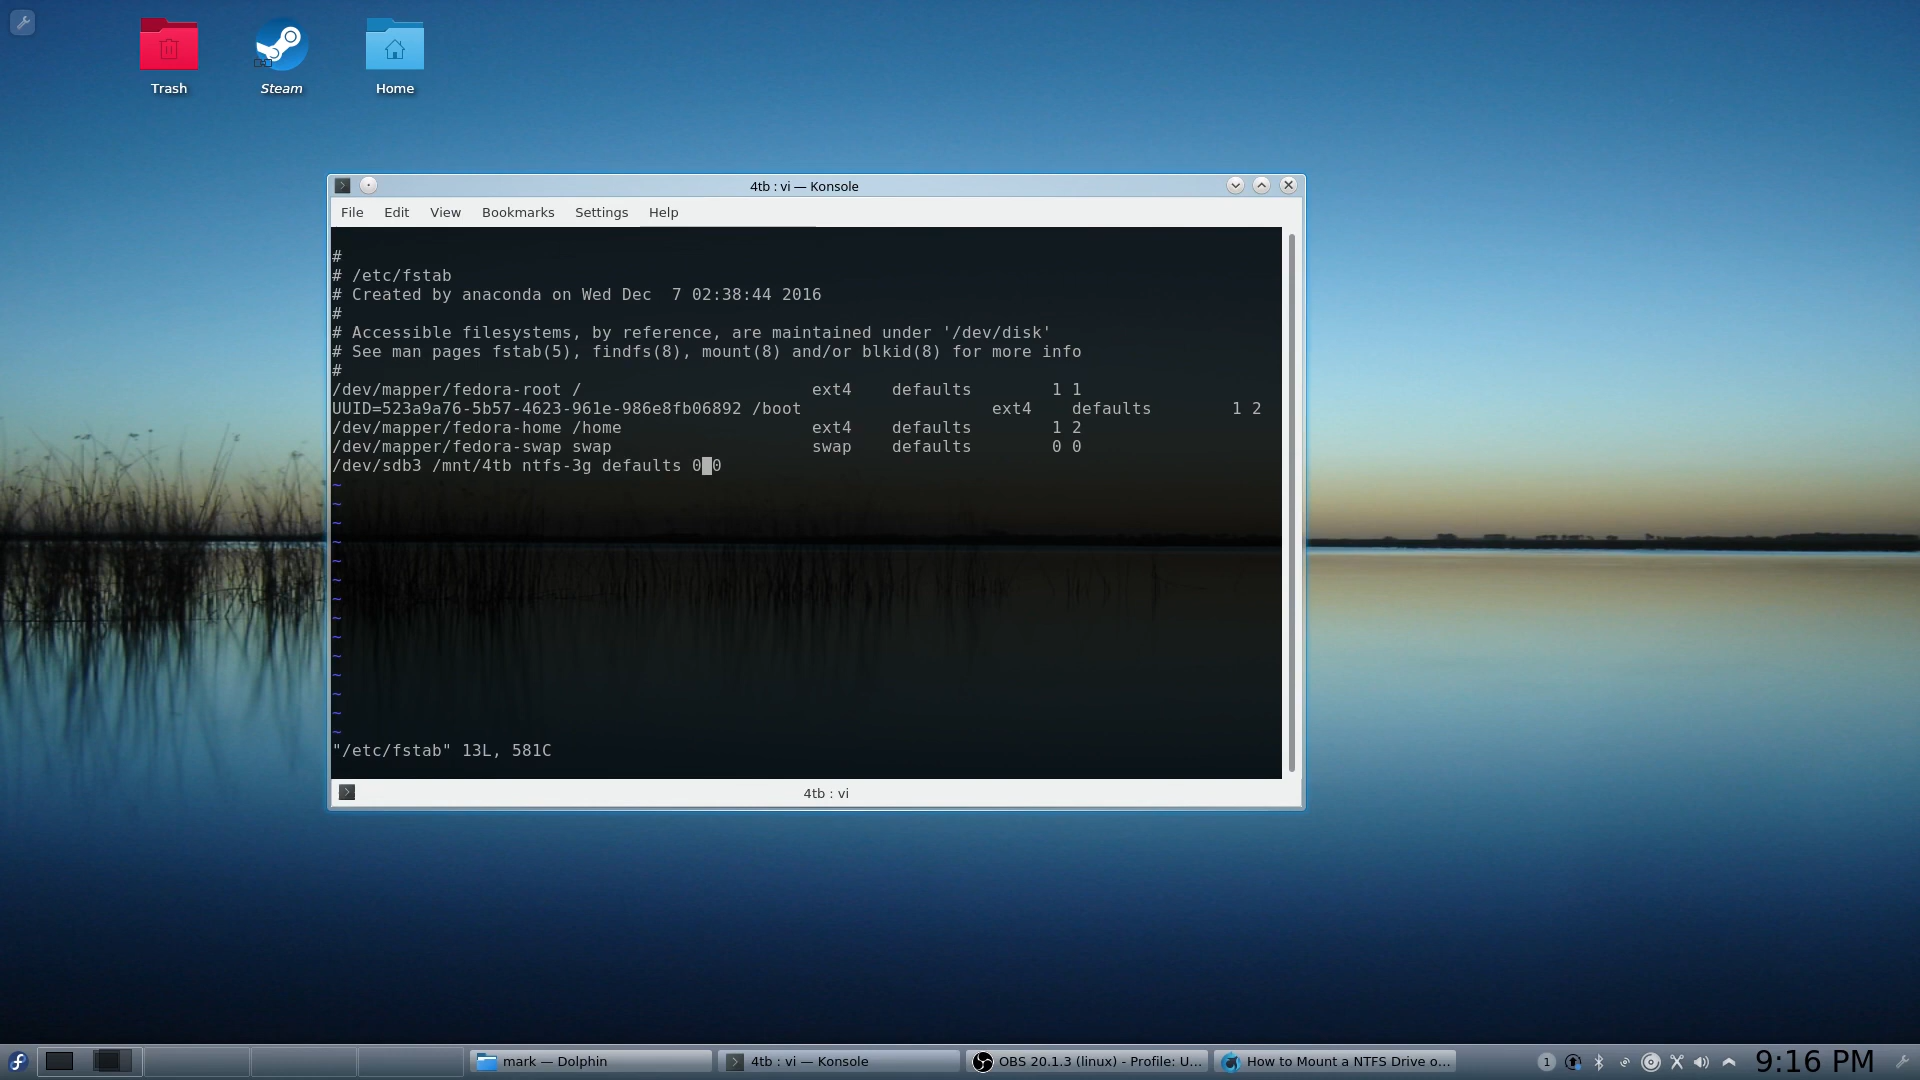 Trash
Steam
Home
4tb : vi — Konsole
File Edit View Bookmarks Settings Help
#
# /etc/fstab
# Created by anaconda on Wed Dec  7 02:38:44 2016
#
# Accessible filesystems, by reference, are maintained under '/dev/disk'
# See man pages fstab(5), findfs(8), mount(8) and/or blkid(8) for more info
#
/dev/mapper/fedora-root /                       ext4    defaults        1 1
UUID=523a9a76-5b57-4623-961e-986e8fb06892 /boot                   ext4    defaults        1 2
/dev/mapper/fedora-home /home                   ext4    defaults        1 2
/dev/mapper/fedora-swap swap                    swap    defaults        0 0
/dev/sdb3 /mnt/4tb ntfs-3g defaults 0 0
~
~
~
~
~
~
~
~
~
~
~
~
~
~
"/etc/fstab" 13L, 581C
4tb : vi
mark — Dolphin
4tb : vi — Konsole
OBS 20.1.3 (linux) - Profile: U...
How to Mount a NTFS Drive o...
1
9:16 PM